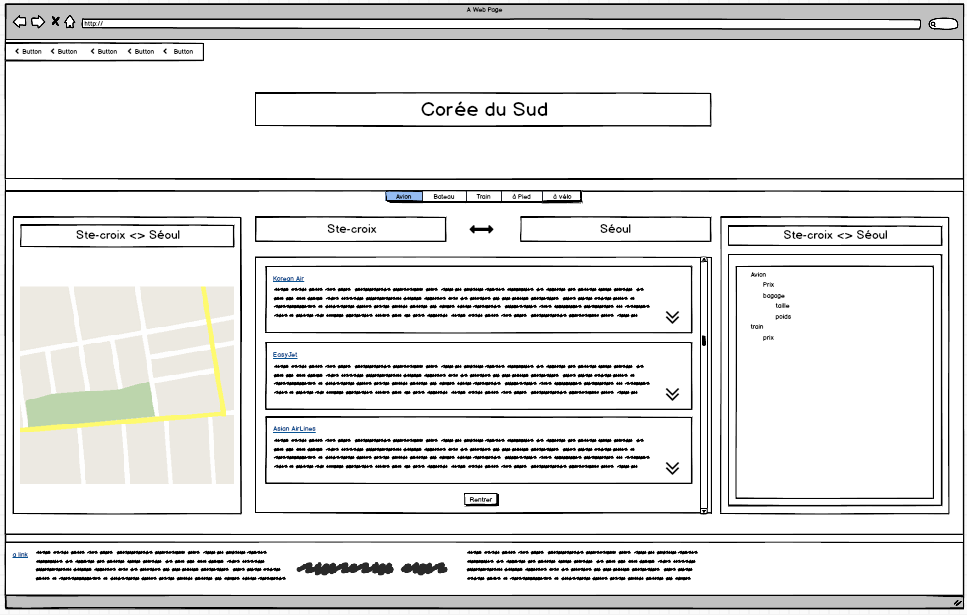 A Web Page
http://
< Button < Button < Button < Button < Button
Corée du Sud
Avion Bateau Train à Pied à vélo
Ste-croix <> Séoul
Ste-croix
Séoul
Korean Air
EasyJet
Asian AirLines
Rentrer
Ste-croix <> Séoul
Avion
Prix
bagage
taille
poids
train
prix
a link